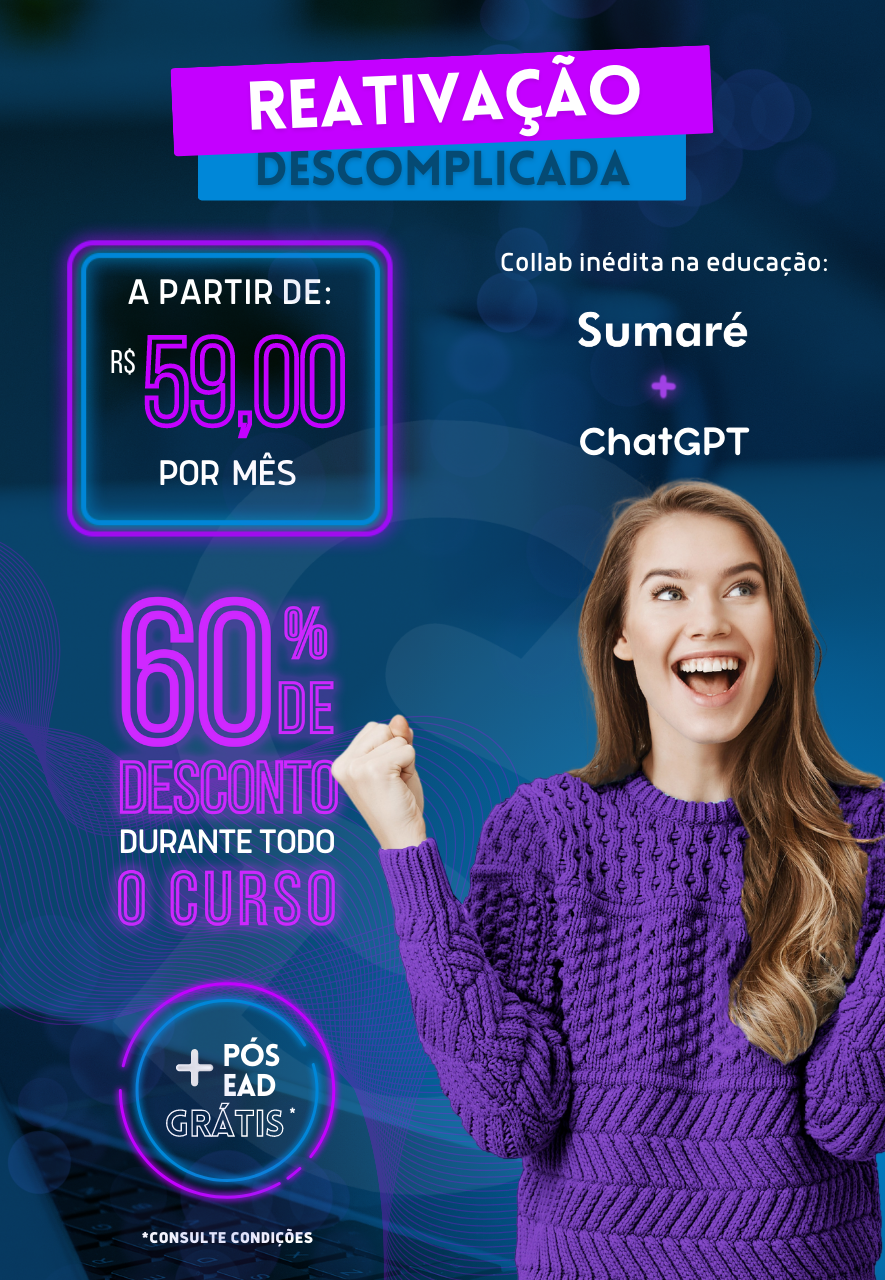 REATIVAÇÃO
DESCOMPLICADA
A PARTIR DE:
R$ 59,00
POR MÊS
Collab inédita na educação:
Sumaré
+
ChatGPT
60%
DE
DESCONTO
DURANTE TODO
O CURSO
+ PÓS
EAD
GRÁTIS*
*CONSULTE CONDIÇÕES